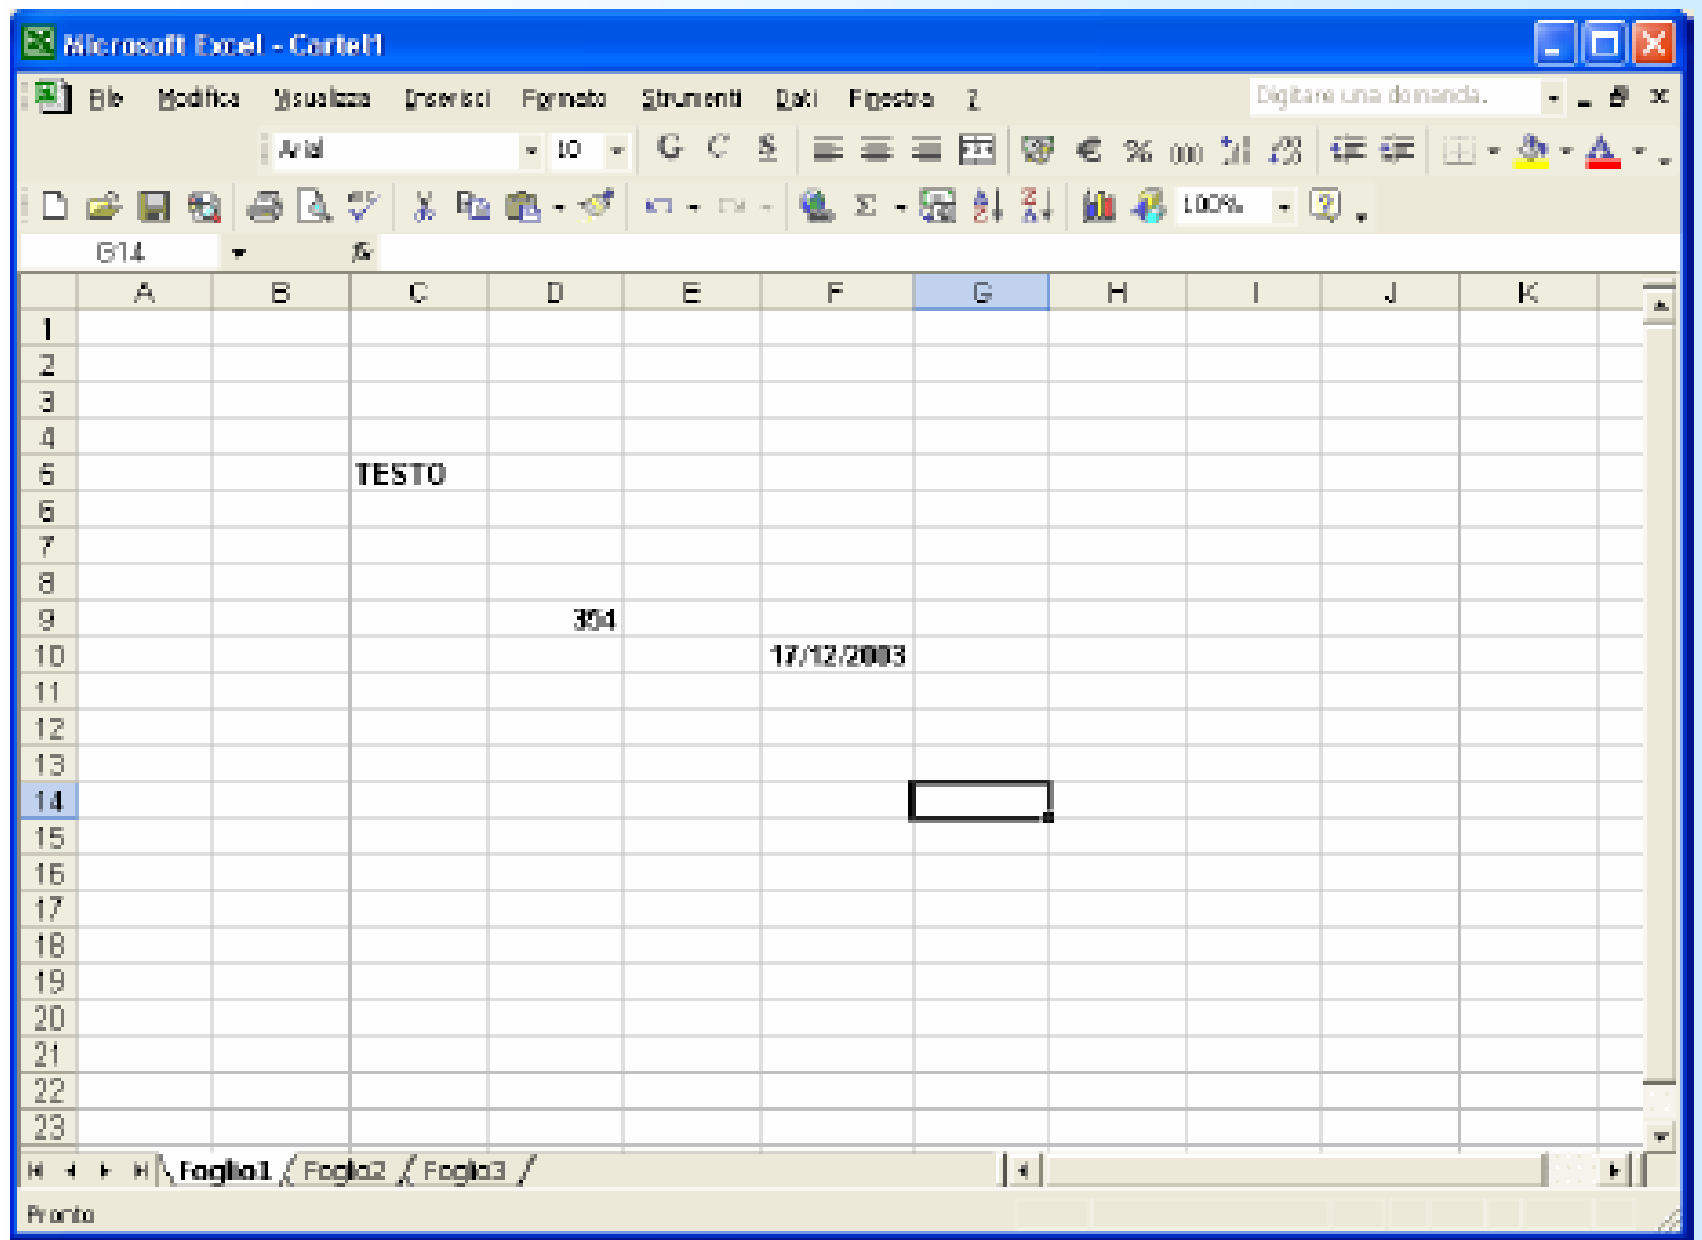 Microsoft Excel - Cartel1
File Modifica Visualizza Inserisci Formato Strumenti Dati Finestra ? Digitare una domanda.
Arial 10 G C S € % 000
Σ 100% ?
G14 fx
A B C D E F G H I J K
1
2
3
4
5 TESTO
6
7
8
9 394
10 17/12/2003
11
12
13
14
15
16
17
18
19
20
21
22
23
Foglio1 Foglio2 Foglio3
Pronto